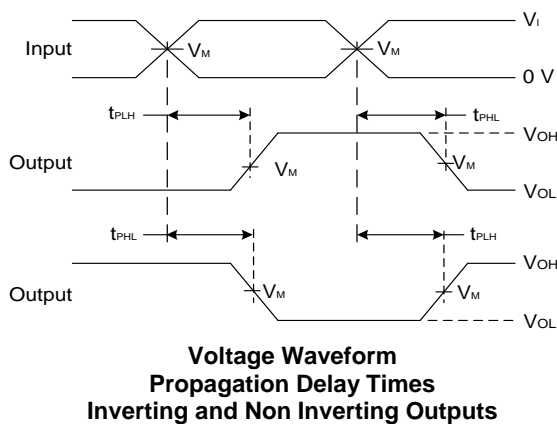 Input
VM
VM
VI
0 V
tPLH
tPHL
Output
VM
VM
VOH
VOL
tPHL
tPLH
Output
VM
VM
VOH
VOL
Voltage Waveform
Propagation Delay Times
Inverting and Non Inverting Outputs